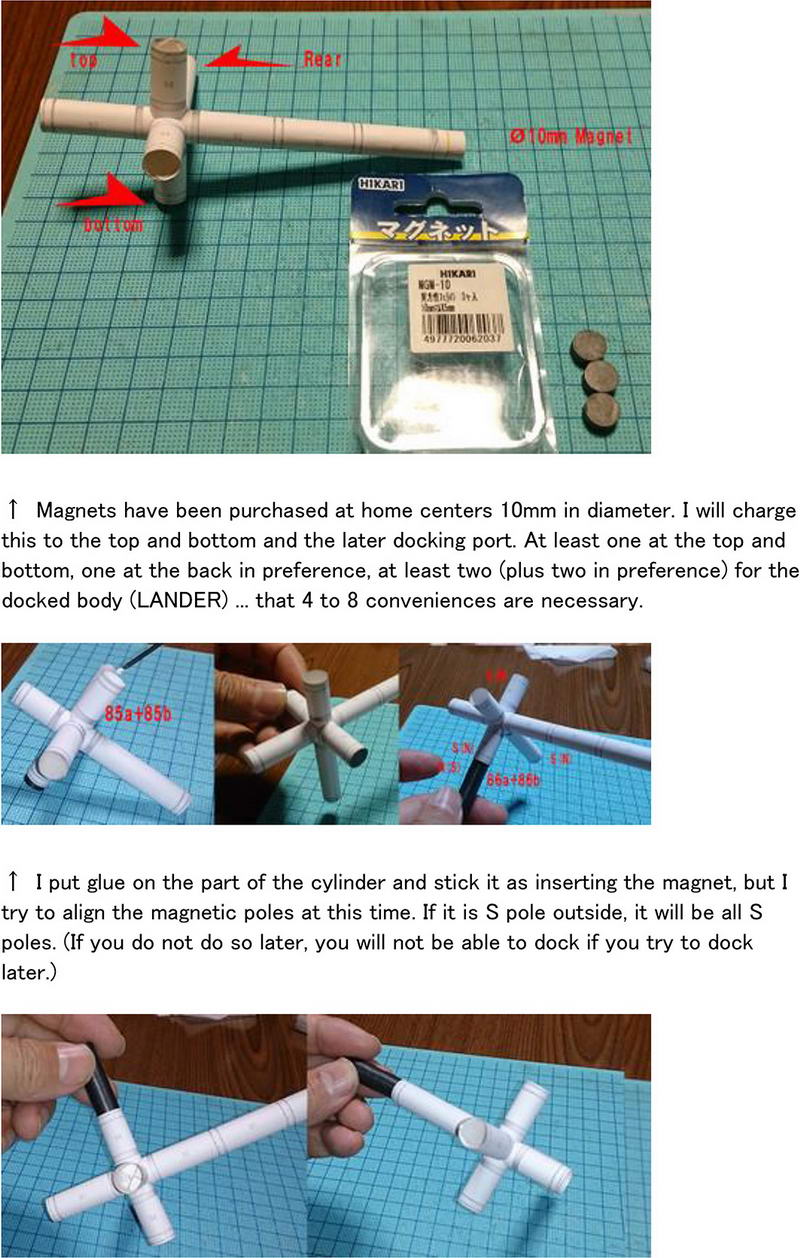 top
Rear
Ø10mm Magnet
bottom
HIKARI
マグネット
HIKARI
MGN-10
4977720062037
↑ Magnets have been purchased at home centers 10mm in diameter. I will charge
this to the top and bottom and the later docking port. At least one at the top and
bottom, one at the back in preference, at least two (plus two in preference) for the
docked body (LANDER) ... that 4 to 8 conveniences are necessary.
85a+85b
S(N)
S(N)
S(N)
86a+86b
↑ I put glue on the part of the cylinder and stick it as inserting the magnet, but I
try to align the magnetic poles at this time. If it is S pole outside, it will be all S
poles. (If you do not do so later, you will not be able to dock if you try to dock
later.)